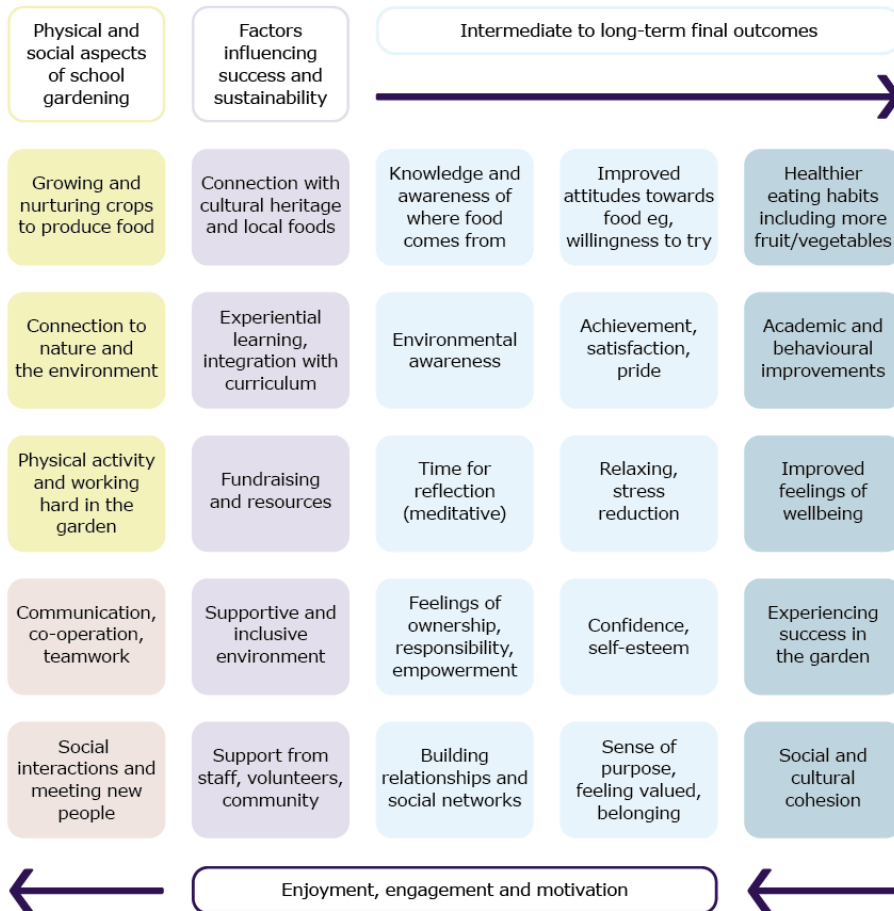 Physical and
social aspects
of school
gardening
Factors
influencing
success and
sustainability
Intermediate to long-term final outcomes
Growing and
nurturing crops
to produce food
Connection with
cultural heritage
and local foods
Knowledge and
awareness of
where food
comes from
Improved
attitudes towards
food eg,
willingness to try
Healthier
eating habits
including more
fruit/vegetables
Connection to
nature and
the environment
Experiential
learning,
integration with
curriculum
Environmental
awareness
Achievement,
satisfaction,
pride
Academic and
behavioural
improvements
Physical activity
and working
hard in the
garden
Fundraising
and resources
Time for
reflection
(meditative)
Relaxing,
stress
reduction
Improved
feelings of
wellbeing
Communication,
co-operation,
teamwork
Supportive and
inclusive
environment
Feelings of
ownership,
responsibility,
empowerment
Confidence,
self-esteem
Experiencing
success in
the garden
Social
interactions and
meeting new
people
Support from
staff, volunteers,
community
Building
relationships and
social networks
Sense of
purpose,
feeling valued,
belonging
Social and
cultural
cohesion
Enjoyment, engagement and motivation